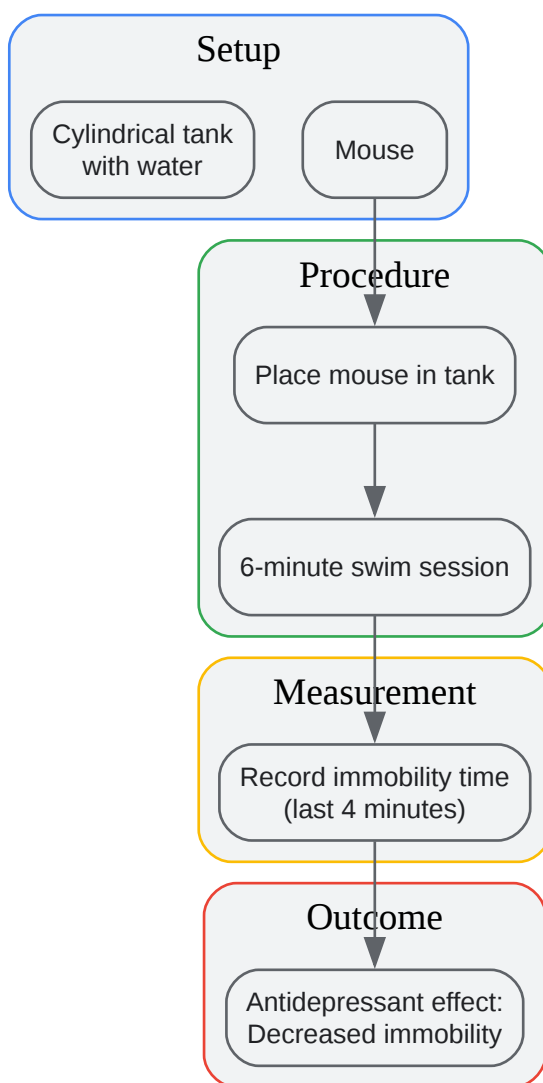 Setup
Cylindrical tank
with water
Mouse
Procedure
Place mouse in tank
6-minute swim session
Measurement
Record immobility time
(last 4 minutes)
Outcome
Antidepressant effect:
Decreased immobility